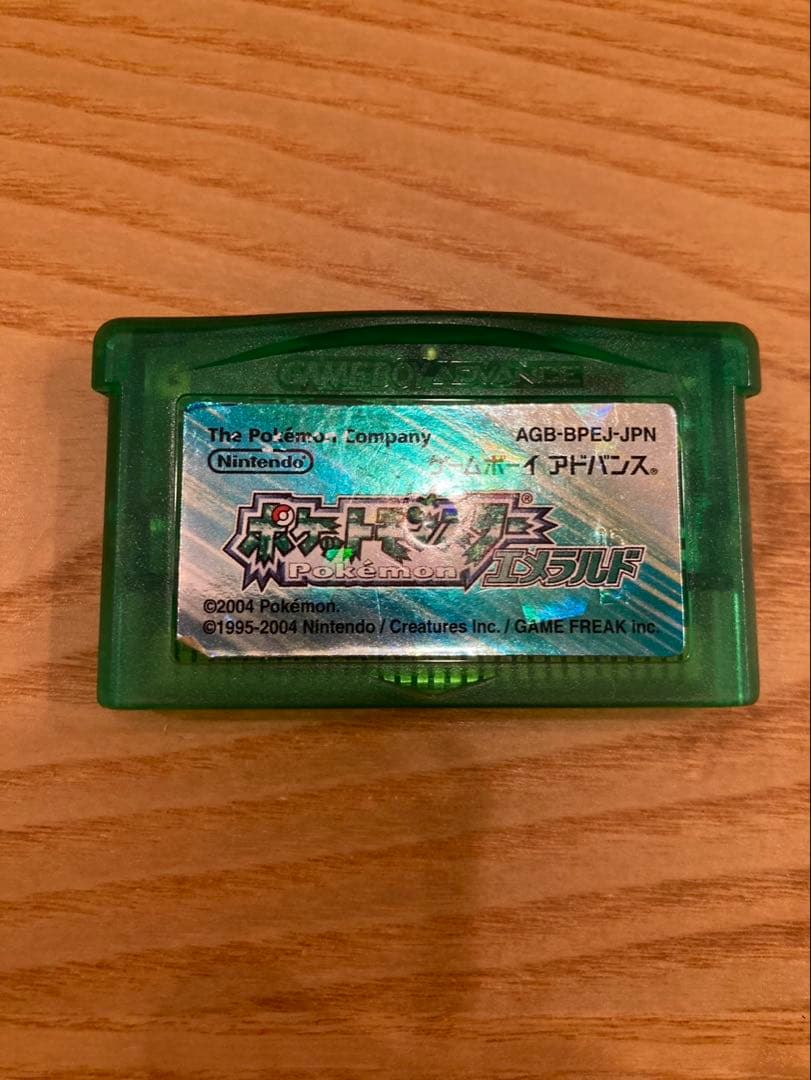 GAME BOY ADVANCE
The Pokémon Company
AGB-BPEJ-JPN
Nintendo®
ゲームボーイ アドバンス®
ポケットモンスター®
Pokémon
エメラルド
©2004 Pokémon.
©1995-2004 Nintendo / Creatures Inc. / GAME FREAK inc.